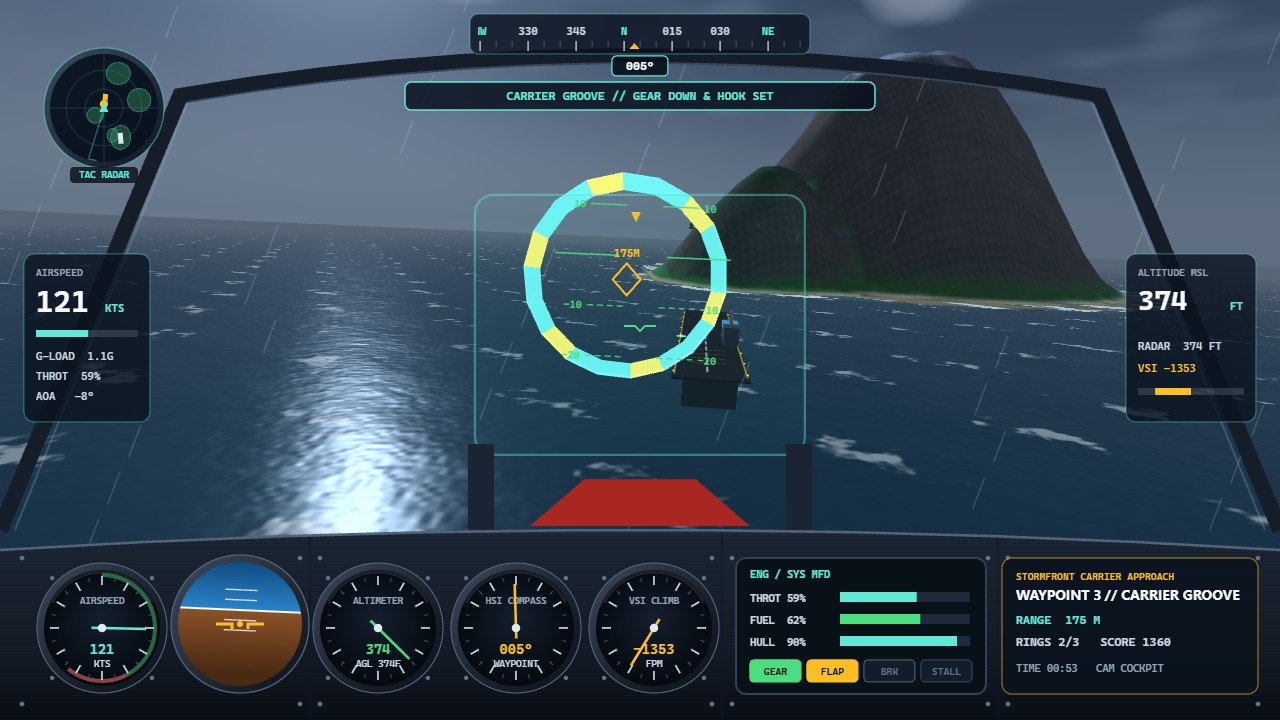 IW 330 345 N 015 030 NE
005°
CARRIER GROOVE // GEAR DOWN & HOOK SET
TAC RADAR
AIRSPEED
121 KTS
G-LOAD 1.1G
THROT 59%
AOA -8°
10 10
175M
-10 -10
-20 -20
ALTITUDE MSL
374 FT
RADAR 374 FT
VSI -1353
AIRSPEED
121
KTS
ALTIMETER
374
AGL 374F
HSI COMPASS
005°
WAYPOINT
VSI CLIMB
-1353
FPM
ENG / SYS MFD
THROT 59%
FUEL 62%
HULL 90%
GEAR FLAP BRK STALL
STORMFRONT CARRIER APPROACH
WAYPOINT 3 // CARRIER GROOVE
RANGE 175 M
RINGS 2/3 SCORE 1360
TIME 00:53 CAM COCKPIT